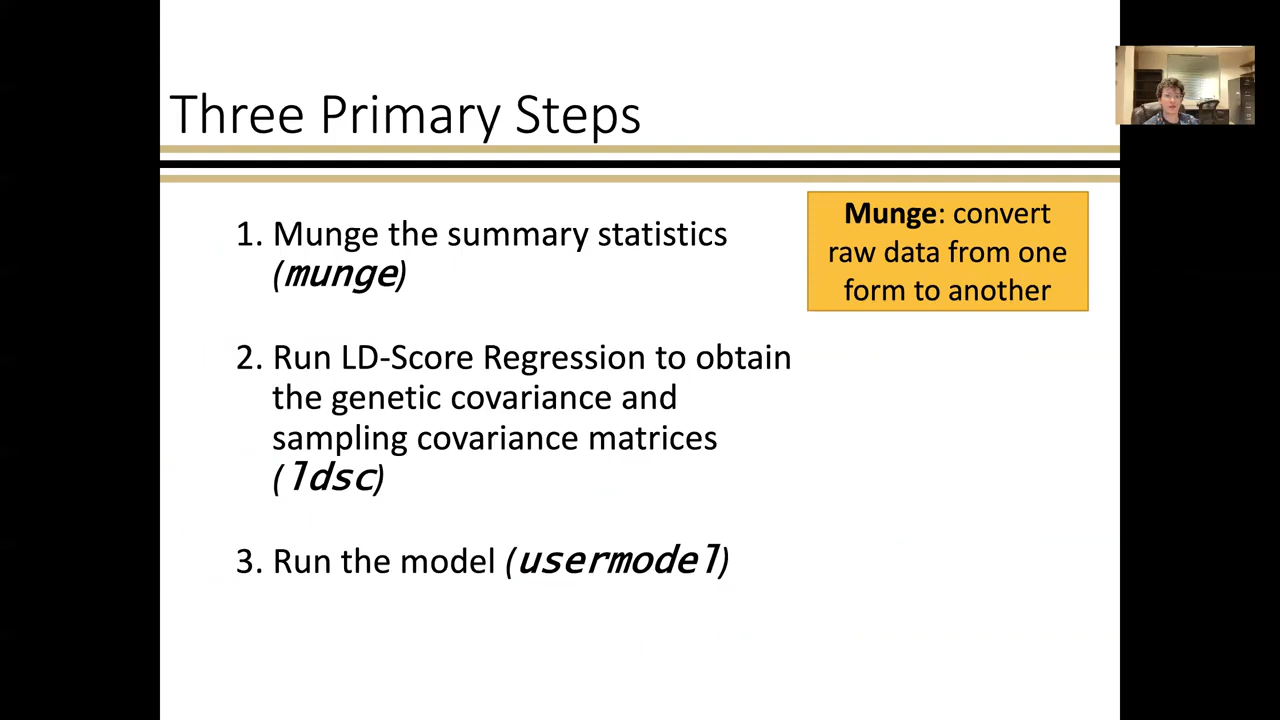 Three Primary Steps
1. Munge the summary statistics
(munge)
Munge: convert
raw data from one
form to another
2. Run LD-Score Regression to obtain
the genetic covariance and
sampling covariance matrices
(ldsc)
3. Run the model (usermodel)